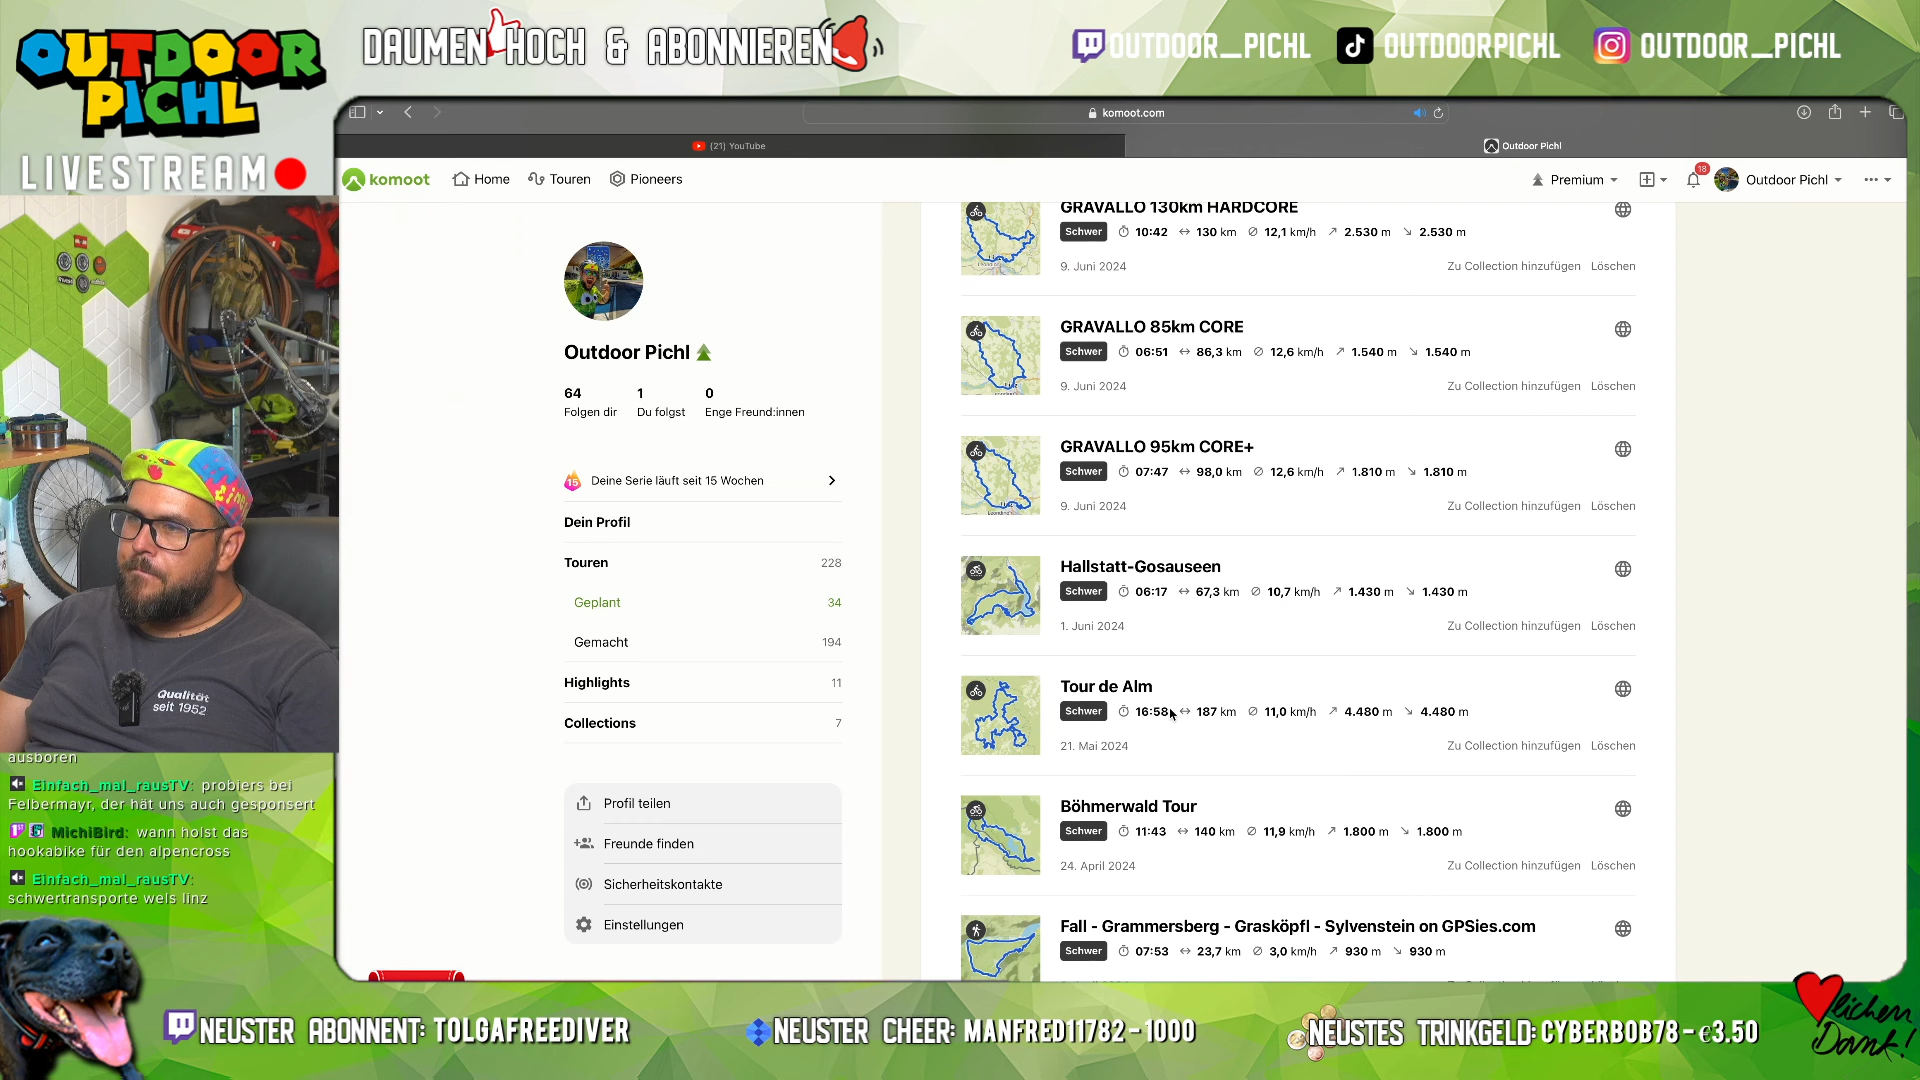 OUTDOOR
PICHL
LIVESTREAM
DAUMEN HOCH & ABONNIEREN
OUTDOOR_PICHL
OUTDOORPICHL
OUTDOOR_PICHL
komoot.com
(21) YouTube
Outdoor Pichl
komoot
Home
Touren
Pioneers
Premium
18
Outdoor Pichl
Outdoor Pichl
64
1
0
Folgen dir
Du folgst
Enge Freund:innen
15
Deine Serie läuft seit 15 Wochen
Dein Profil
Touren 228
Geplant 34
Gemacht 194
Highlights 11
Collections 7
Profil teilen
Freunde finden
Sicherheitskontakte
Einstellungen
GRAVALLO 130km HARDCORE
Schwer 10:42 130 km 12,1 km/h 2.530 m 2.530 m
9. Juni 2024 Zu Collection hinzufügen Löschen
GRAVALLO 85km CORE
Schwer 06:51 86,3 km 12,6 km/h 1.540 m 1.540 m
9. Juni 2024 Zu Collection hinzufügen Löschen
GRAVALLO 95km CORE+
Schwer 07:47 98,0 km 12,6 km/h 1.810 m 1.810 m
9. Juni 2024 Zu Collection hinzufügen Löschen
Hallstatt-Gosauseen
Schwer 06:17 67,3 km 10,7 km/h 1.430 m 1.430 m
1. Juni 2024 Zu Collection hinzufügen Löschen
Tour de Alm
Schwer 16:58 187 km 11,0 km/h 4.480 m 4.480 m
21. Mai 2024 Zu Collection hinzufügen Löschen
Böhmerwald Tour
Schwer 11:43 140 km 11,9 km/h 1.800 m 1.800 m
24. April 2024 Zu Collection hinzufügen Löschen
Fall - Grammersberg - Grasköpfl - Sylvenstein on GPSies.com
Schwer 07:53 23,7 km 3,0 km/h 930 m 930 m
Qualität
seit 1952
ausboren
Einfach_mal_rausTV: probiers bei
Felbermayr, der hät uns auch gesponsert
MichiBird: wann holst das
hookabike für den alpencross
Einfach_mal_rausTV:
schwertransporte wels linz
NEUSTER ABONNENT: TOLGAFREEDIVER
NEUSTER CHEER: MANFRED11782 - 1000
NEUSTES TRINKGELD: CYBERBOB78 - €3.50
lichen
Dank!